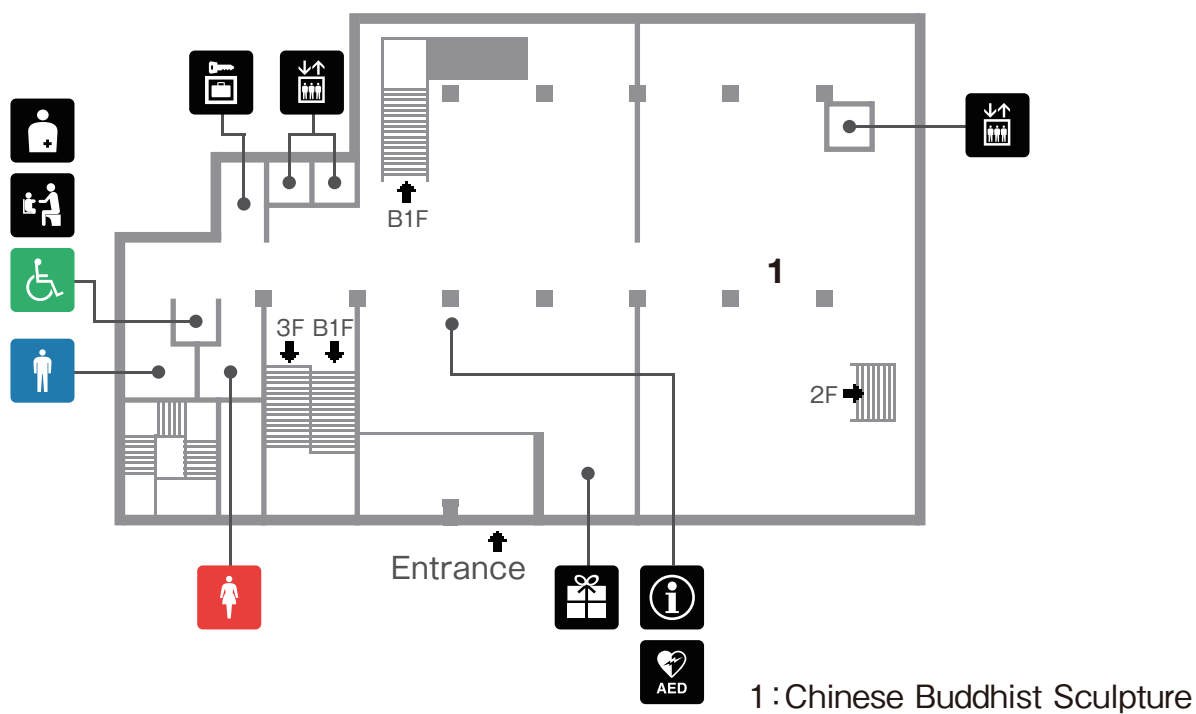 B1F
1
3F B1F
2F
Entrance
AED
1：Chinese Buddhist Sculpture